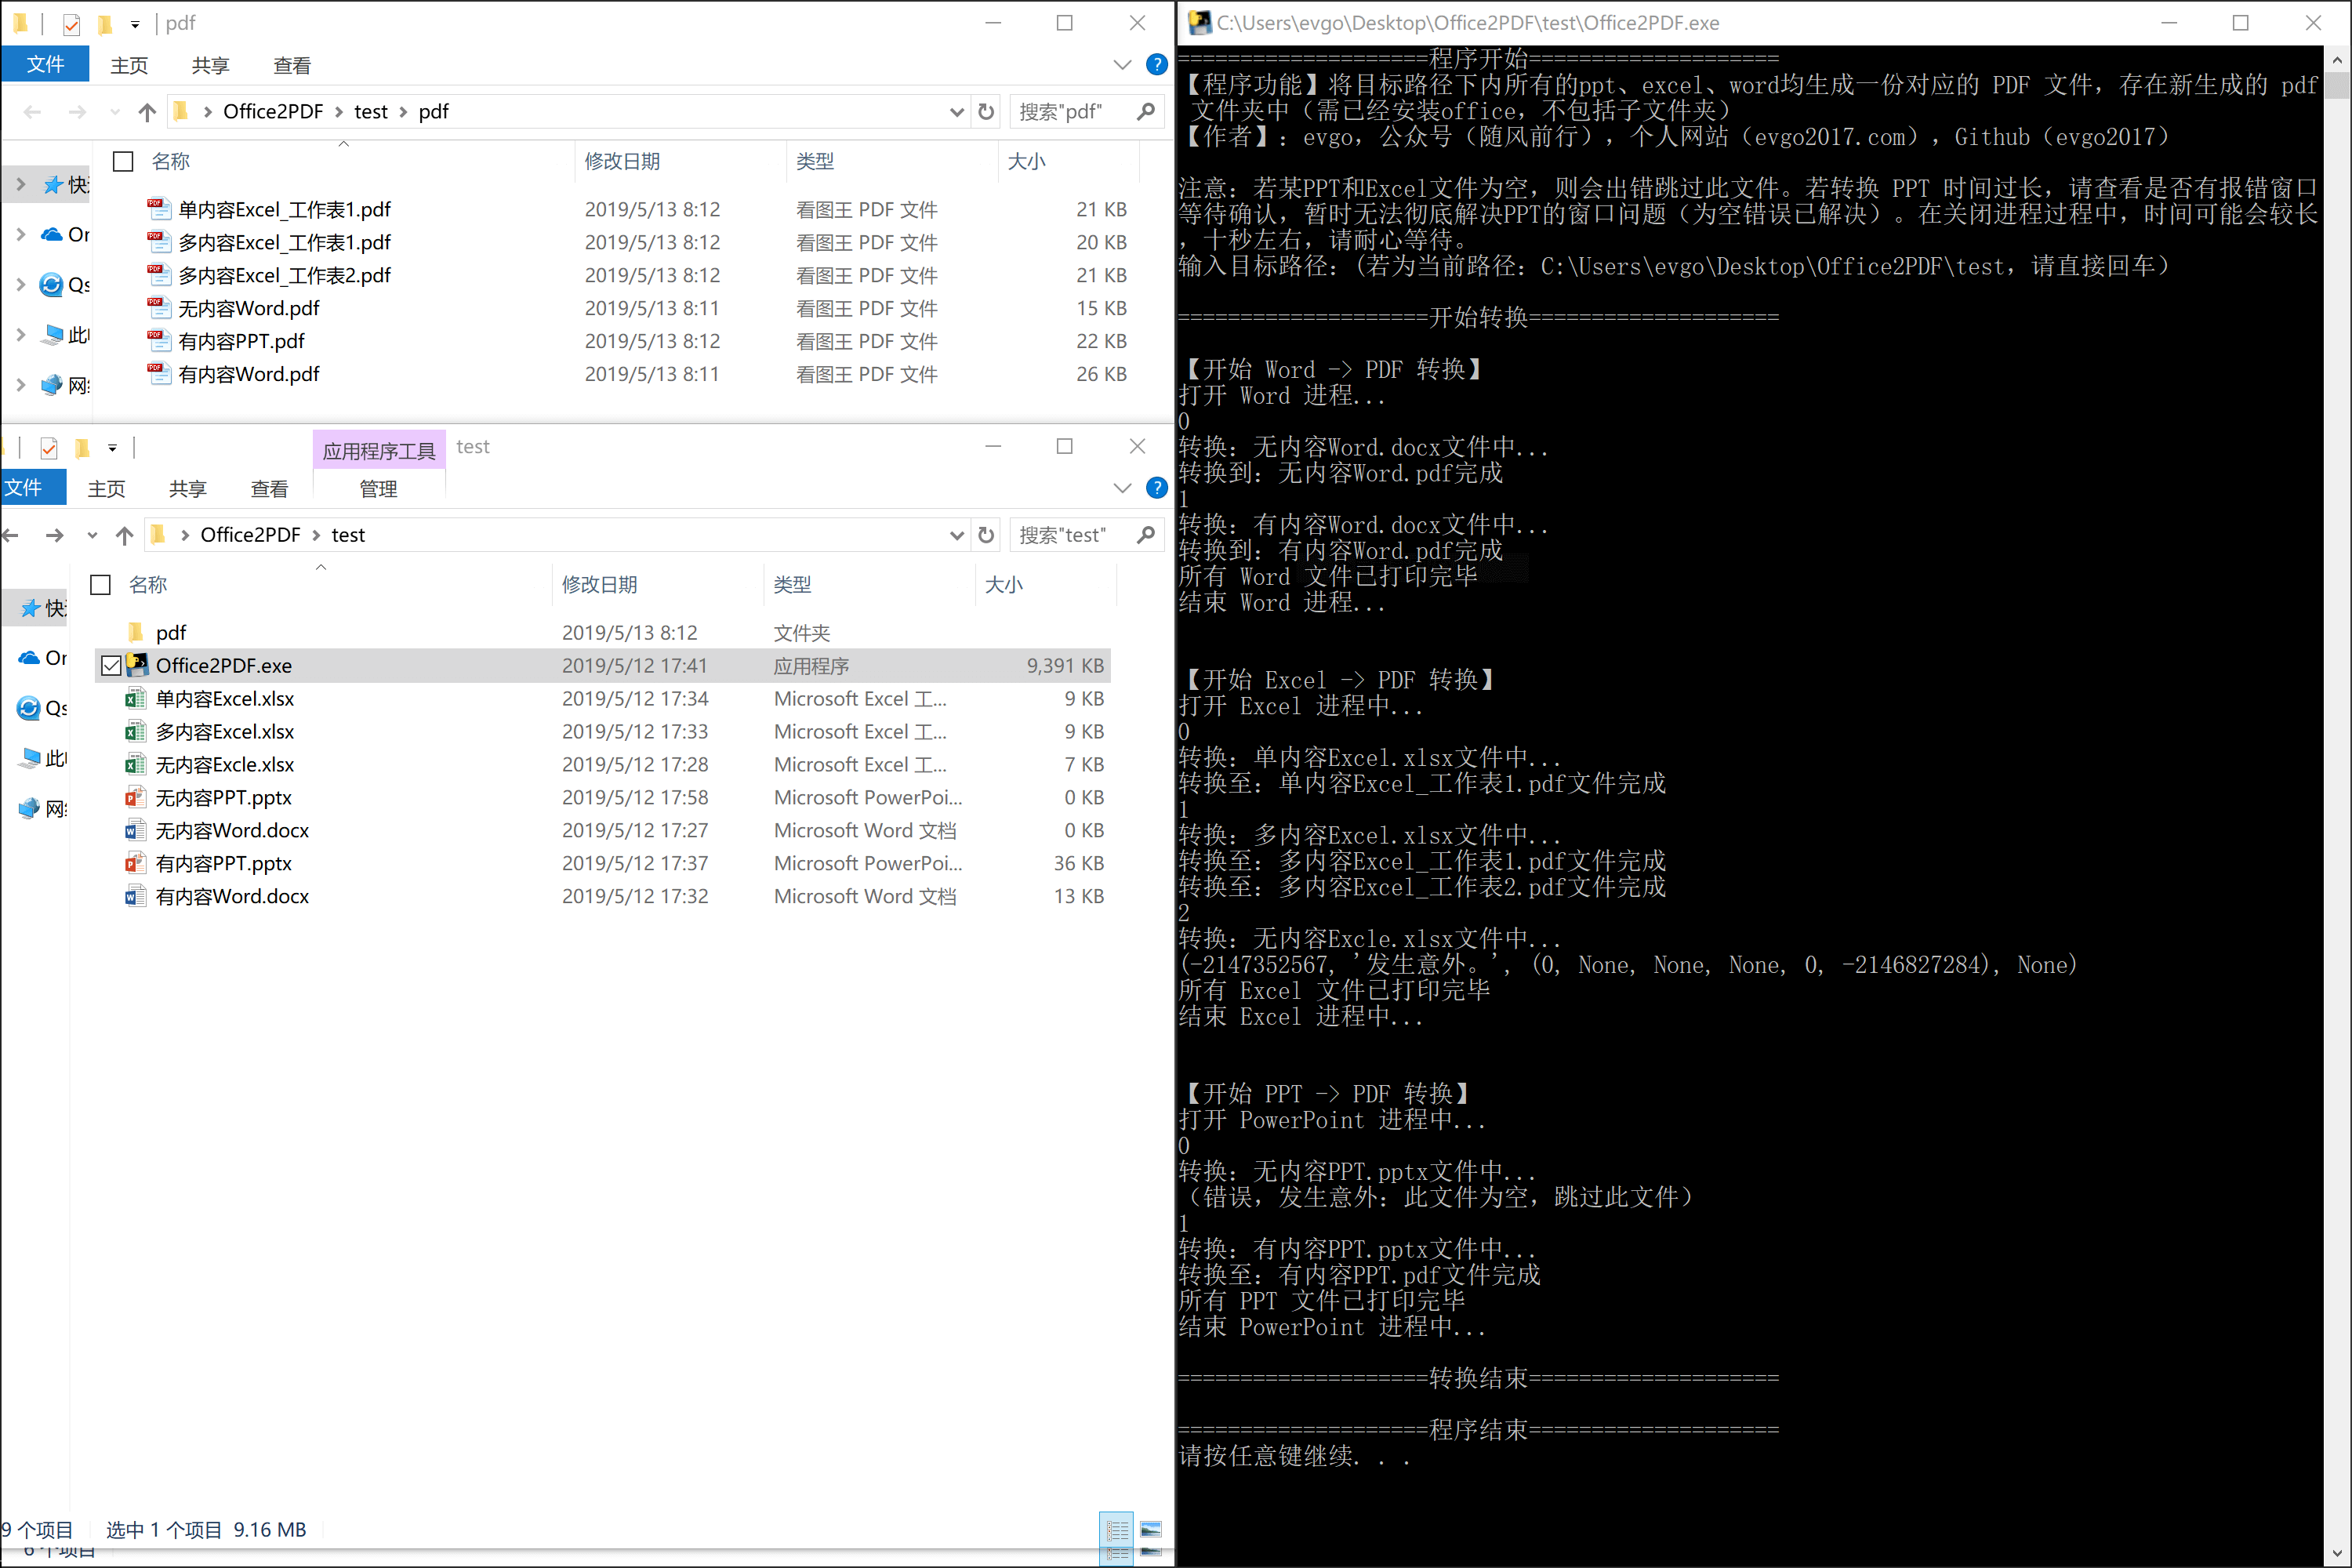 pdf
文件 主页 共享 查看
Office2PDF test pdf
搜索"pdf"
名称 修改日期 类型 大小
单内容Excel_工作表1.pdf 2019/5/13 8:12 看图王 PDF 文件 21 KB
多内容Excel_工作表1.pdf 2019/5/13 8:12 看图王 PDF 文件 20 KB
多内容Excel_工作表2.pdf 2019/5/13 8:12 看图王 PDF 文件 21 KB
无内容Word.pdf 2019/5/13 8:11 看图王 PDF 文件 15 KB
有内容PPT.pdf 2019/5/13 8:12 看图王 PDF 文件 22 KB
有内容Word.pdf 2019/5/13 8:11 看图王 PDF 文件 26 KB
快
On
Qs
此
网
应用程序工具 test
文件 主页 共享 查看 管理
Office2PDF test
搜索"test"
名称 修改日期 类型 大小
pdf 2019/5/13 8:12 文件夹
Office2PDF.exe 2019/5/12 17:41 应用程序 9,391 KB
单内容Excel.xlsx 2019/5/12 17:34 Microsoft Excel 工... 9 KB
多内容Excel.xlsx 2019/5/12 17:33 Microsoft Excel 工... 9 KB
无内容Excle.xlsx 2019/5/12 17:28 Microsoft Excel 工... 7 KB
无内容PPT.pptx 2019/5/12 17:58 Microsoft PowerPoi... 0 KB
无内容Word.docx 2019/5/12 17:27 Microsoft Word 文档 0 KB
有内容PPT.pptx 2019/5/12 17:37 Microsoft PowerPoi... 36 KB
有内容Word.docx 2019/5/12 17:32 Microsoft Word 文档 13 KB
快
On
Qs
此
网
9 个项目 选中 1 个项目 9.16 MB
6 个项目
C:\Users\evgo\Desktop\Office2PDF\test\Office2PDF.exe
====================程序开始====================
【程序功能】将目标路径下内所有的ppt、excel、word均生成一份对应的 PDF 文件，存在新生成的 pdf
文件夹中（需已经安装office，不包括子文件夹）
【作者】：evgo，公众号（随风前行），个人网站（evgo2017.com），Github（evgo2017）
注意：若某PPT和Excel文件为空，则会出错跳过此文件。若转换 PPT 时间过长，请查看是否有报错窗口
等待确认，暂时无法彻底解决PPT的窗口问题（为空错误已解决）。在关闭进程过程中，时间可能会较长
，十秒左右，请耐心等待。
输入目标路径：（若为当前路径：C:\Users\evgo\Desktop\Office2PDF\test，请直接回车）
====================开始转换====================
【开始 Word -> PDF 转换】
打开 Word 进程...
0
转换：无内容Word.docx文件中...
转换到：无内容Word.pdf完成
1
转换：有内容Word.docx文件中...
转换到：有内容Word.pdf完成
所有 Word 文件已打印完毕
结束 Word 进程...
【开始 Excel -> PDF 转换】
打开 Excel 进程中...
0
转换：单内容Excel.xlsx文件中...
转换至：单内容Excel_工作表1.pdf文件完成
1
转换：多内容Excel.xlsx文件中...
转换至：多内容Excel_工作表1.pdf文件完成
转换至：多内容Excel_工作表2.pdf文件完成
2
转换：无内容Excle.xlsx文件中...
(-2147352567, '发生意外。', (0, None, None, None, 0, -2146827284), None)
所有 Excel 文件已打印完毕
结束 Excel 进程中...
【开始 PPT -> PDF 转换】
打开 PowerPoint 进程中...
0
转换：无内容PPT.pptx文件中...
（错误，发生意外：此文件为空，跳过此文件）
1
转换：有内容PPT.pptx文件中...
转换至：有内容PPT.pdf文件完成
所有 PPT 文件已打印完毕
结束 PowerPoint 进程中...
====================转换结束====================
====================程序结束====================
请按任意键继续. . .